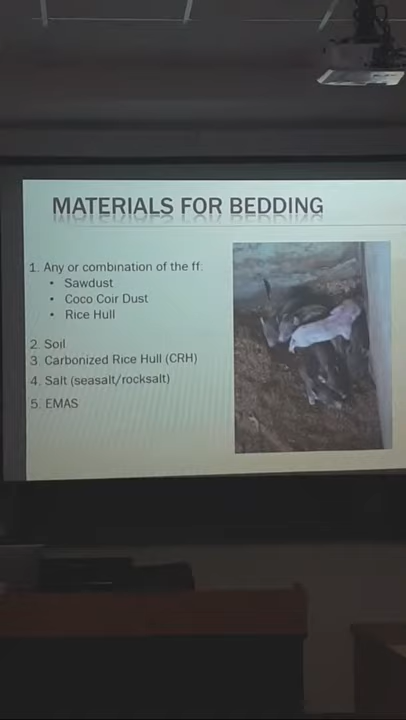 MATERIALS FOR BEDDING
1. Any or combination of the ff:
• Sawdust
• Coco Coir Dust
• Rice Hull
2. Soil
3. Carbonized Rice Hull (CRH)
4. Salt (seasalt/rocksalt)
5. EMAS